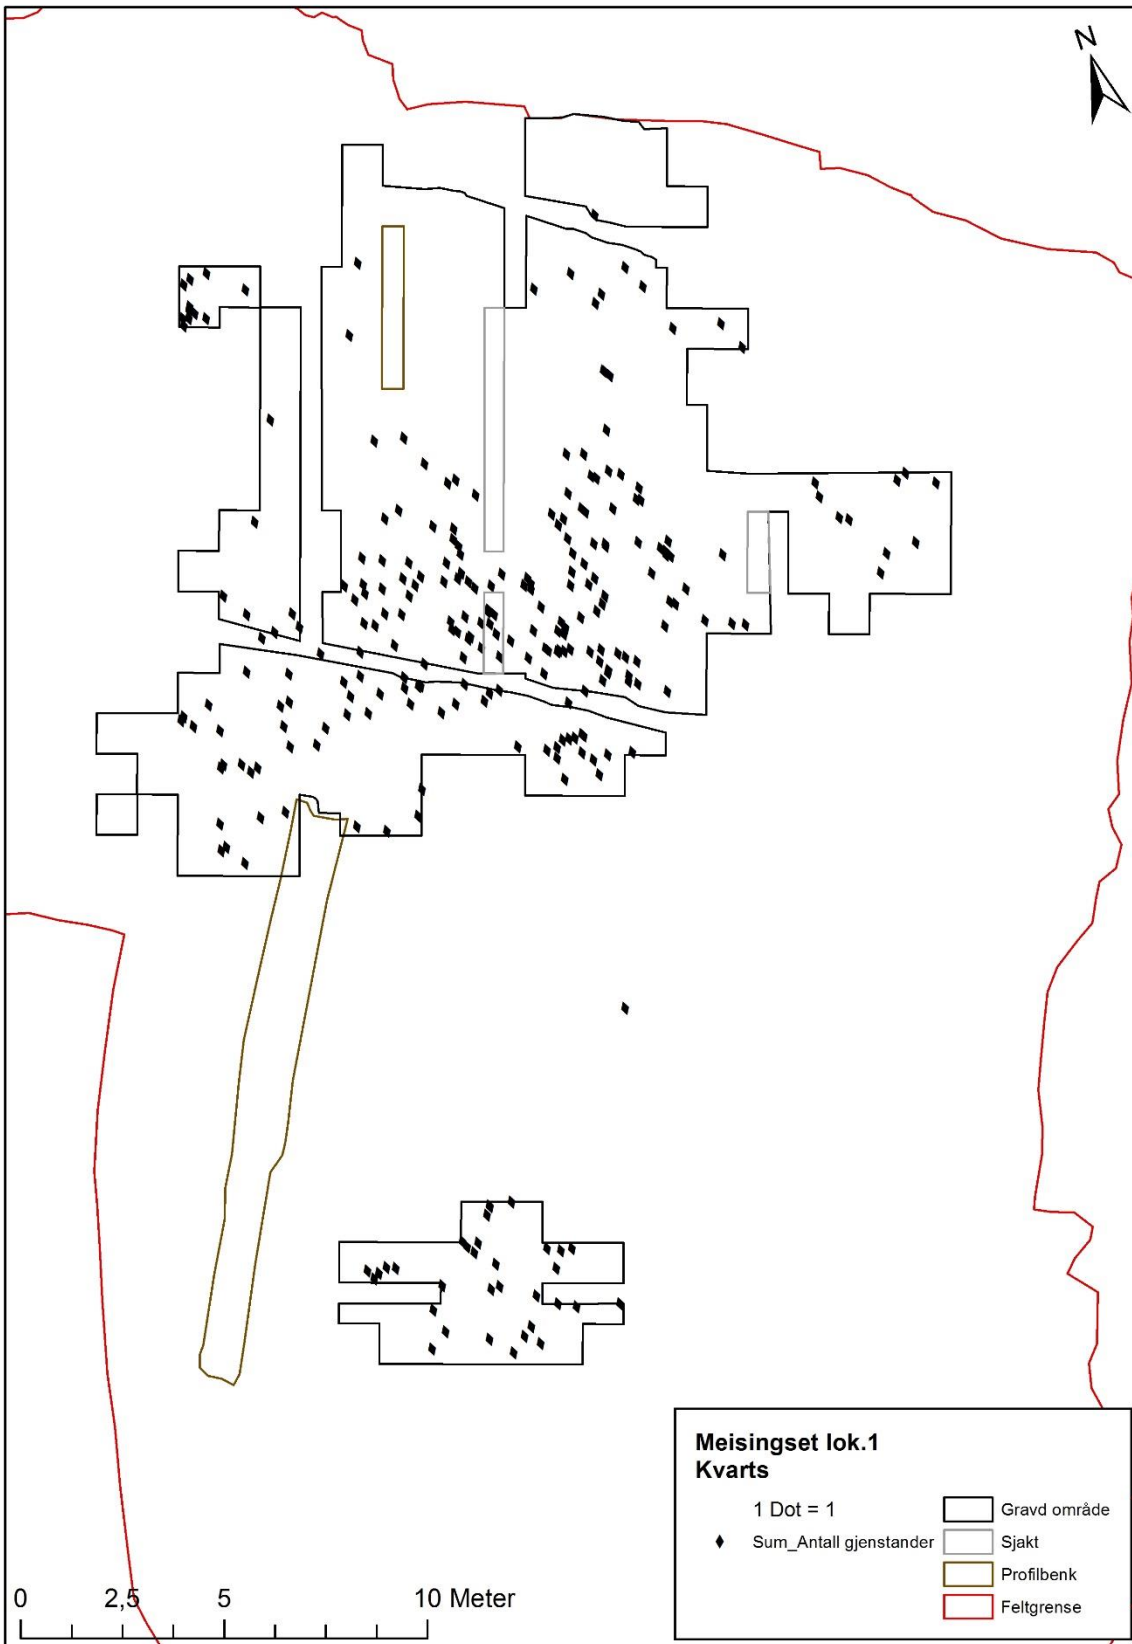 N
Meisingset lok.1
Kvarts
1 Dot = 1
Sum_Antall gjenstander
Gravd område
Sjakt
Profilbenk
Feltgrense
0 2,5 5 10 Meter